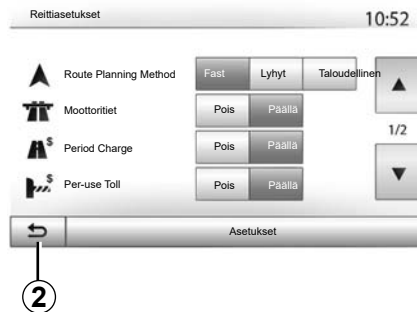 Reittiasetukset 10:52
Route Planning Method Fast Lyhyt Taloudellinen
Moottoritiet Pois Päällä
1/2
$ Period Charge Pois Päällä
$ Per-use Toll Pois Päällä
Asetukset
2